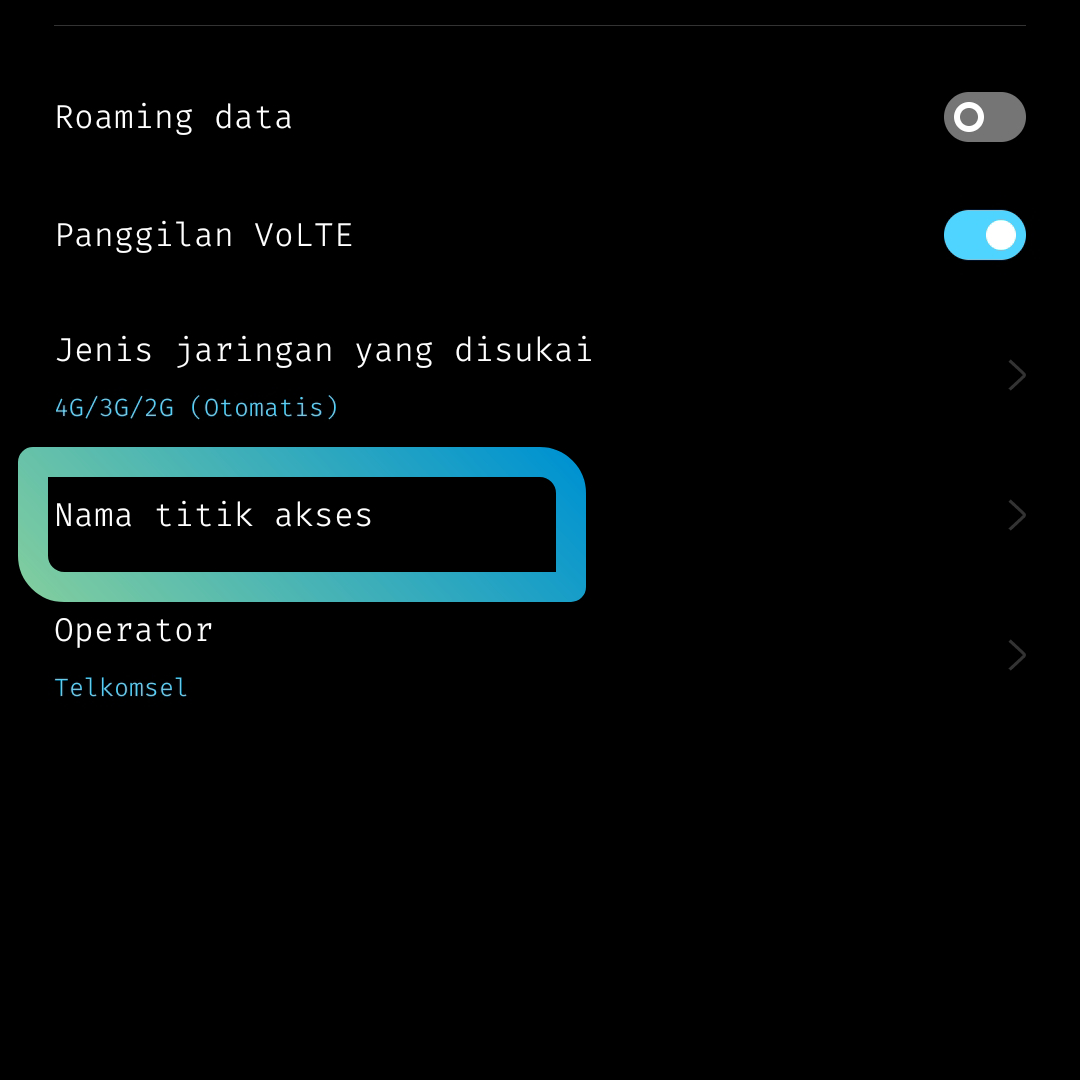 Roaming data
Panggilan VoLTE
Jenis jaringan yang disukai
4G/3G/2G (Otomatis)
Nama titik akses
Operator
Telkomsel